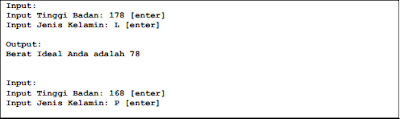 Input:
Input Tinggi Badan: 178 [enter]
Input Jenis Kelamin: L [enter]
Output:
Berat Ideal Anda adalah 78
Input:
Input Tinggi Badan: 168 [enter]
Input Jenis Kelamin: P [enter]